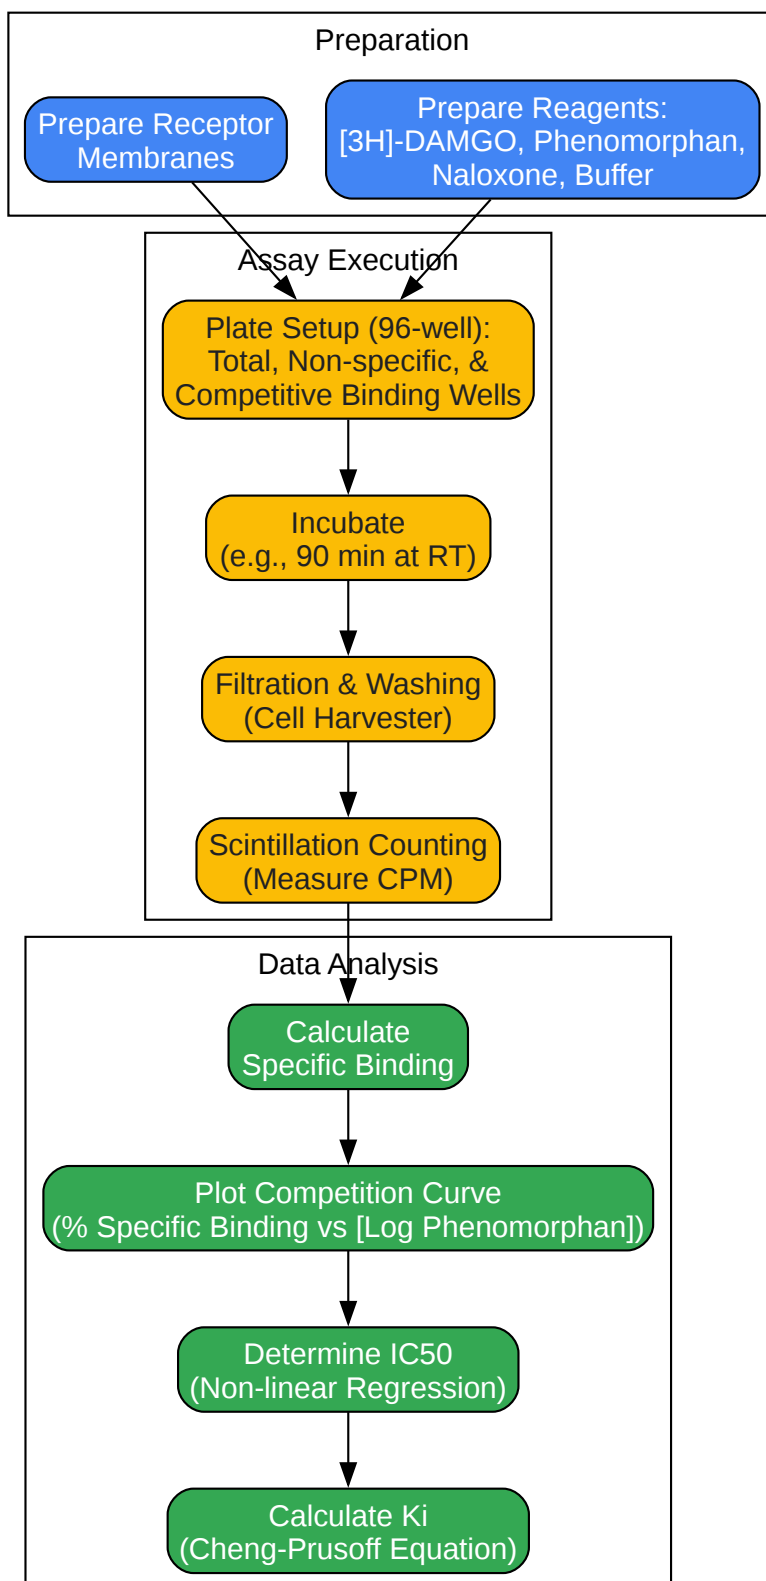 Preparation
Prepare Receptor
Membranes
Prepare Reagents:
[3H]-DAMGO, Phenomorphan,
Naloxone, Buffer
Assay Execution
Plate Setup (96-well):
Total, Non-specific, &
Competitive Binding Wells
Incubate
(e.g., 90 min at RT)
Filtration & Washing
(Cell Harvester)
Scintillation Counting
(Measure CPM)
Data Analysis
Calculate
Specific Binding
Plot Competition Curve
(% Specific Binding vs [Log Phenomorphan])
Determine IC50
(Non-linear Regression)
Calculate Ki
(Cheng-Prusoff Equation)